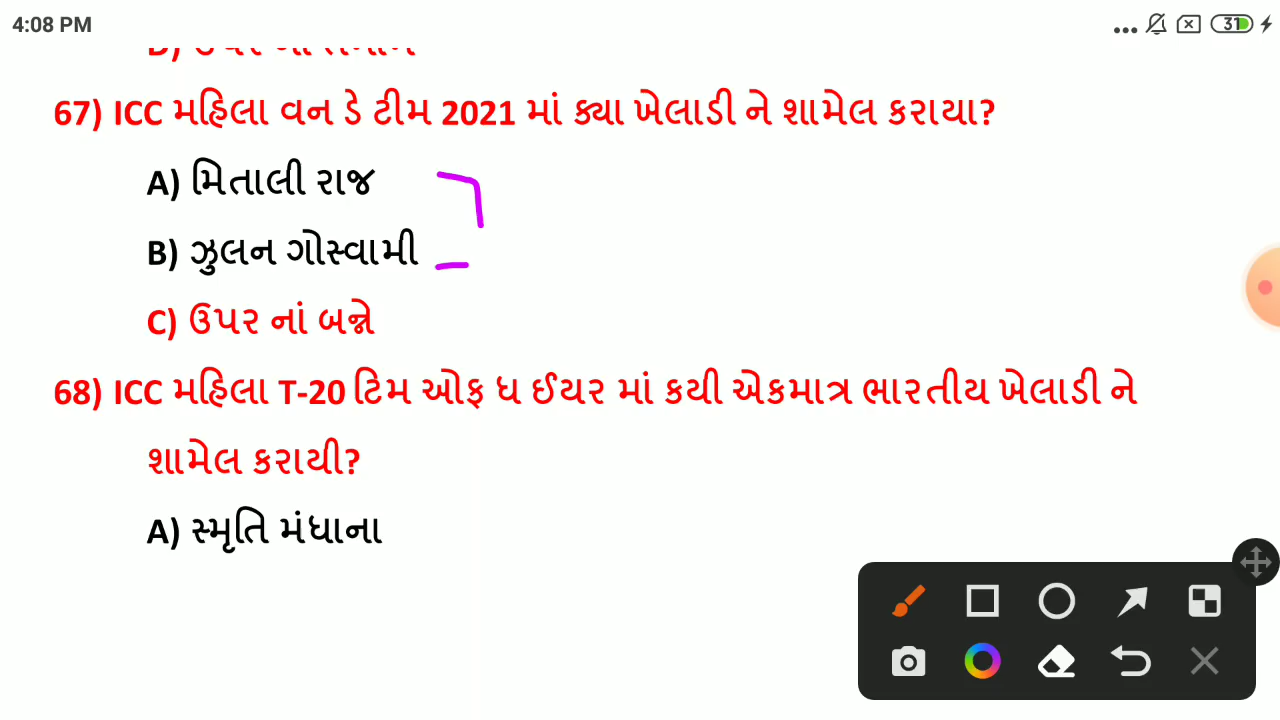 4:08 PM
31
67) ICC મહિલા વન ડે ટીમ 2021 માં ક્યા ખેલાડી ને શામેલ કરાયા?
A) મિતાલી રાજ
B) ઝુલન ગોસ્વામી
C) ઉપર નાં બન્ને
68) ICC મહિલા T-20 ટિમ ઓફ ધ ઈયર માં કયી એકમાત્ર ભારતીય ખેલાડી ને
શામેલ કરાયી?
A) સ્મૃતિ મંધાના